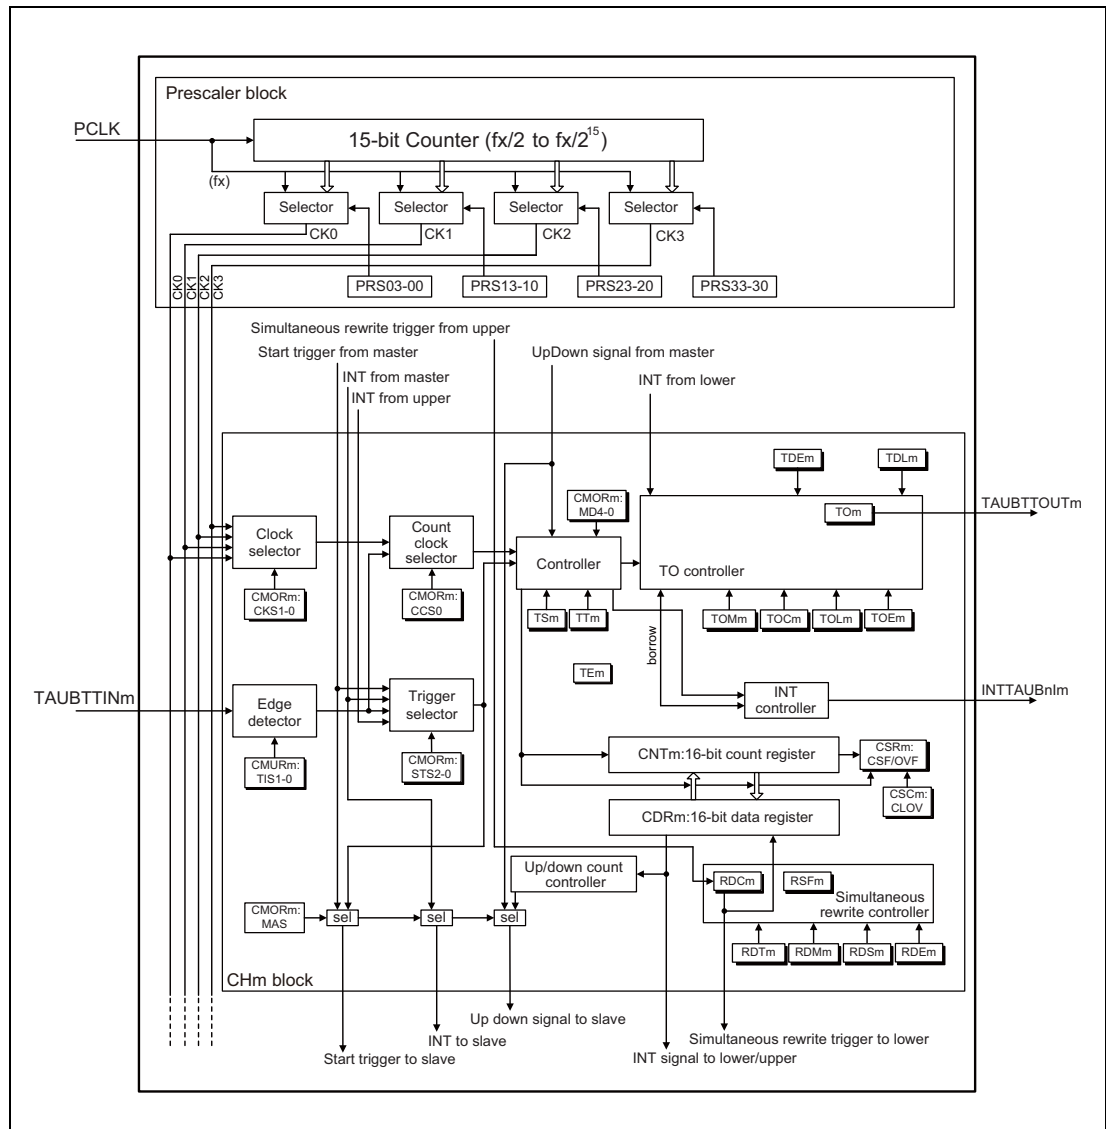 Prescaler block
PCLK
15-bit Counter (fx/2 to fx/2^15)
(fx)
Selector
Selector
Selector
Selector
CK0
CK1
CK2
CK3
CK0
CK1
CK2
CK3
PRS03-00
PRS13-10
PRS23-20
PRS33-30
Simultaneous rewrite trigger from upper
Start trigger from master
UpDown signal from master
INT from master
INT from lower
INT from upper
TDEm
TDLm
CMORm:
MD4-0
TOm
TAUBTTOUTm
Clock
selector
Count
clock
selector
Controller
TO controller
CMORm:
CKS1-0
CMORm:
CCS0
TSm
TTm
TOMm
TOCm
TOLm
TOEm
borrow
TEm
TAUBTTINm
Edge
detector
Trigger
selector
INT
controller
INTTAUBnIm
CMURm:
TIS1-0
CMORm:
STS2-0
CNTm:16-bit count register
CSRm:
CSF/OVF
CSCm:
CLOV
CDRm:16-bit data register
Up/down count
controller
RDCm
RSFm
Simultaneous
rewrite controller
CMORm:
MAS
sel
sel
sel
RDTm
RDMm
RDSm
RDEm
CHm block
Up down signal to slave
INT to slave
Simultaneous rewrite trigger to lower
Start trigger to slave
INT signal to lower/upper